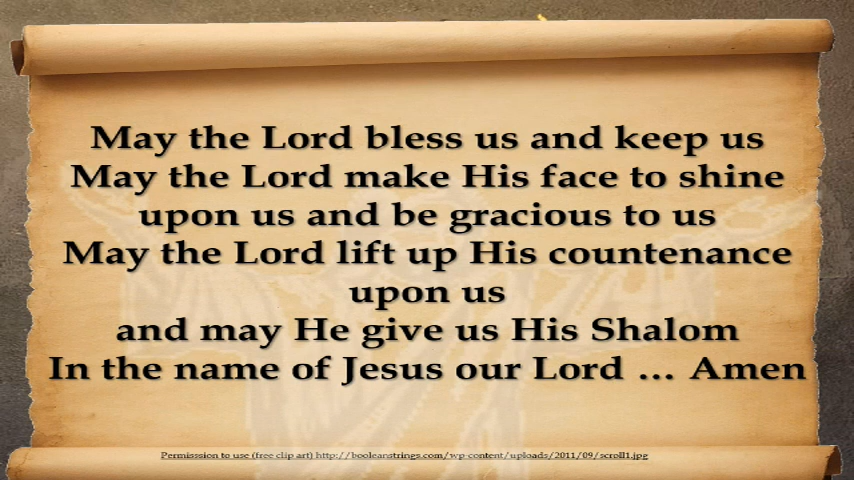 May the Lord bless us and keep us
May the Lord make His face to shine
upon us and be gracious to us
May the Lord lift up His countenance
upon us
and may He give us His Shalom
In the name of Jesus our Lord … Amen
Permisssion to use (free clip art) http://booleanstrings.com/wp-content/uploads/2011/09/scroll1.jpg